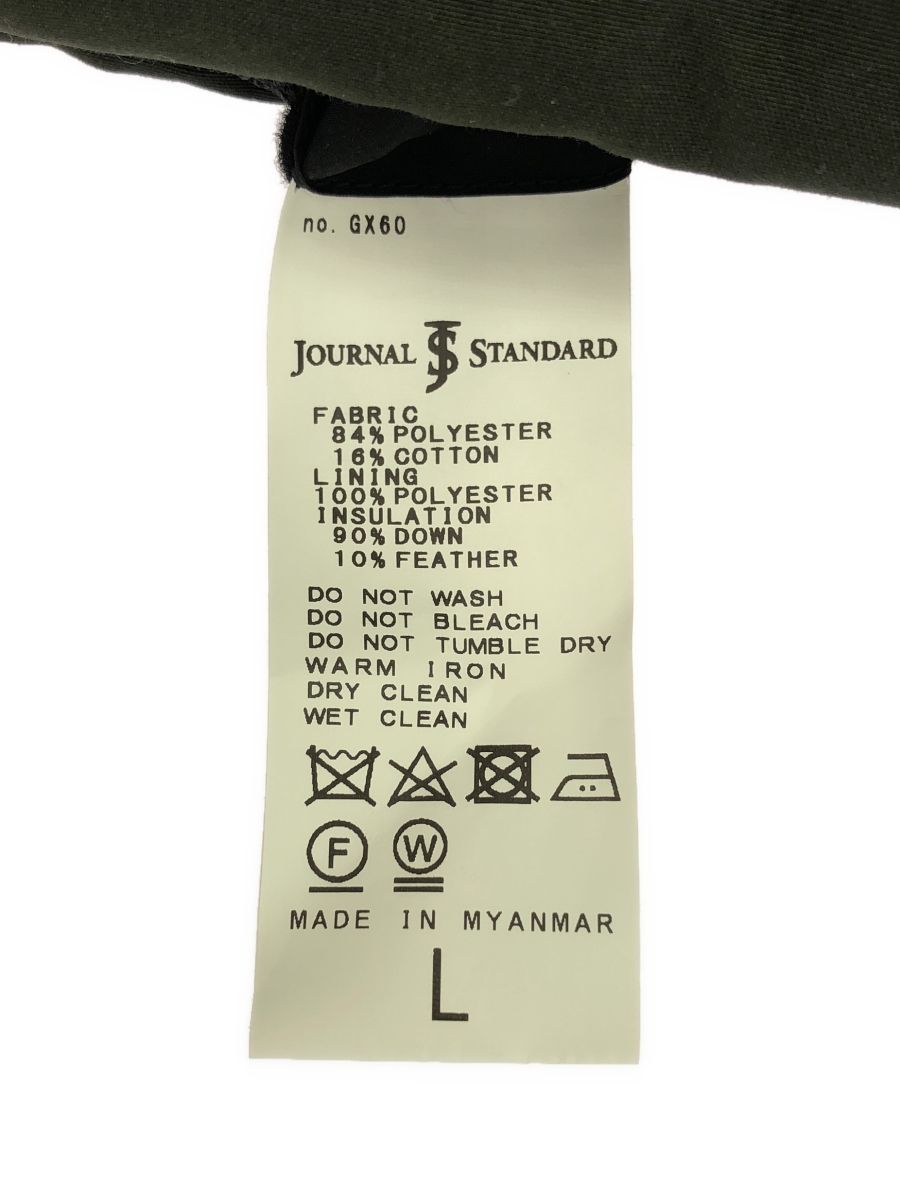 no. GX60
JOURNAL JS STANDARD
FABRIC
84% POLYESTER
16% COTTON
LINING
100% POLYESTER
INSULATION
90% DOWN
10% FEATHER
DO NOT WASH
DO NOT BLEACH
DO NOT TUMBLE DRY
WARM IRON
DRY CLEAN
WET CLEAN
F W
MADE IN MYANMAR
L